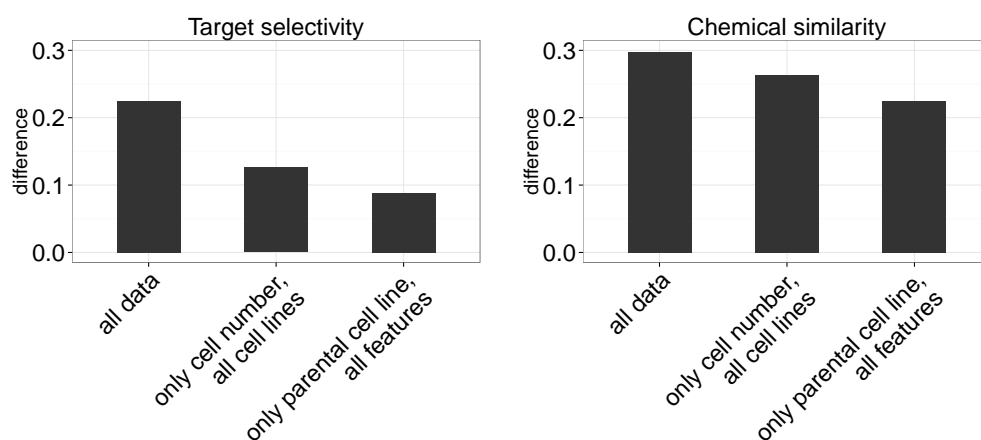 Target selectivity
difference
0.3
0.2
0.1
0.0
all data
only cell number,
all cell lines
only parental cell line,
all features
Chemical similarity
difference
0.3
0.2
0.1
0.0
all data
only cell number,
all cell lines
only parental cell line,
all features